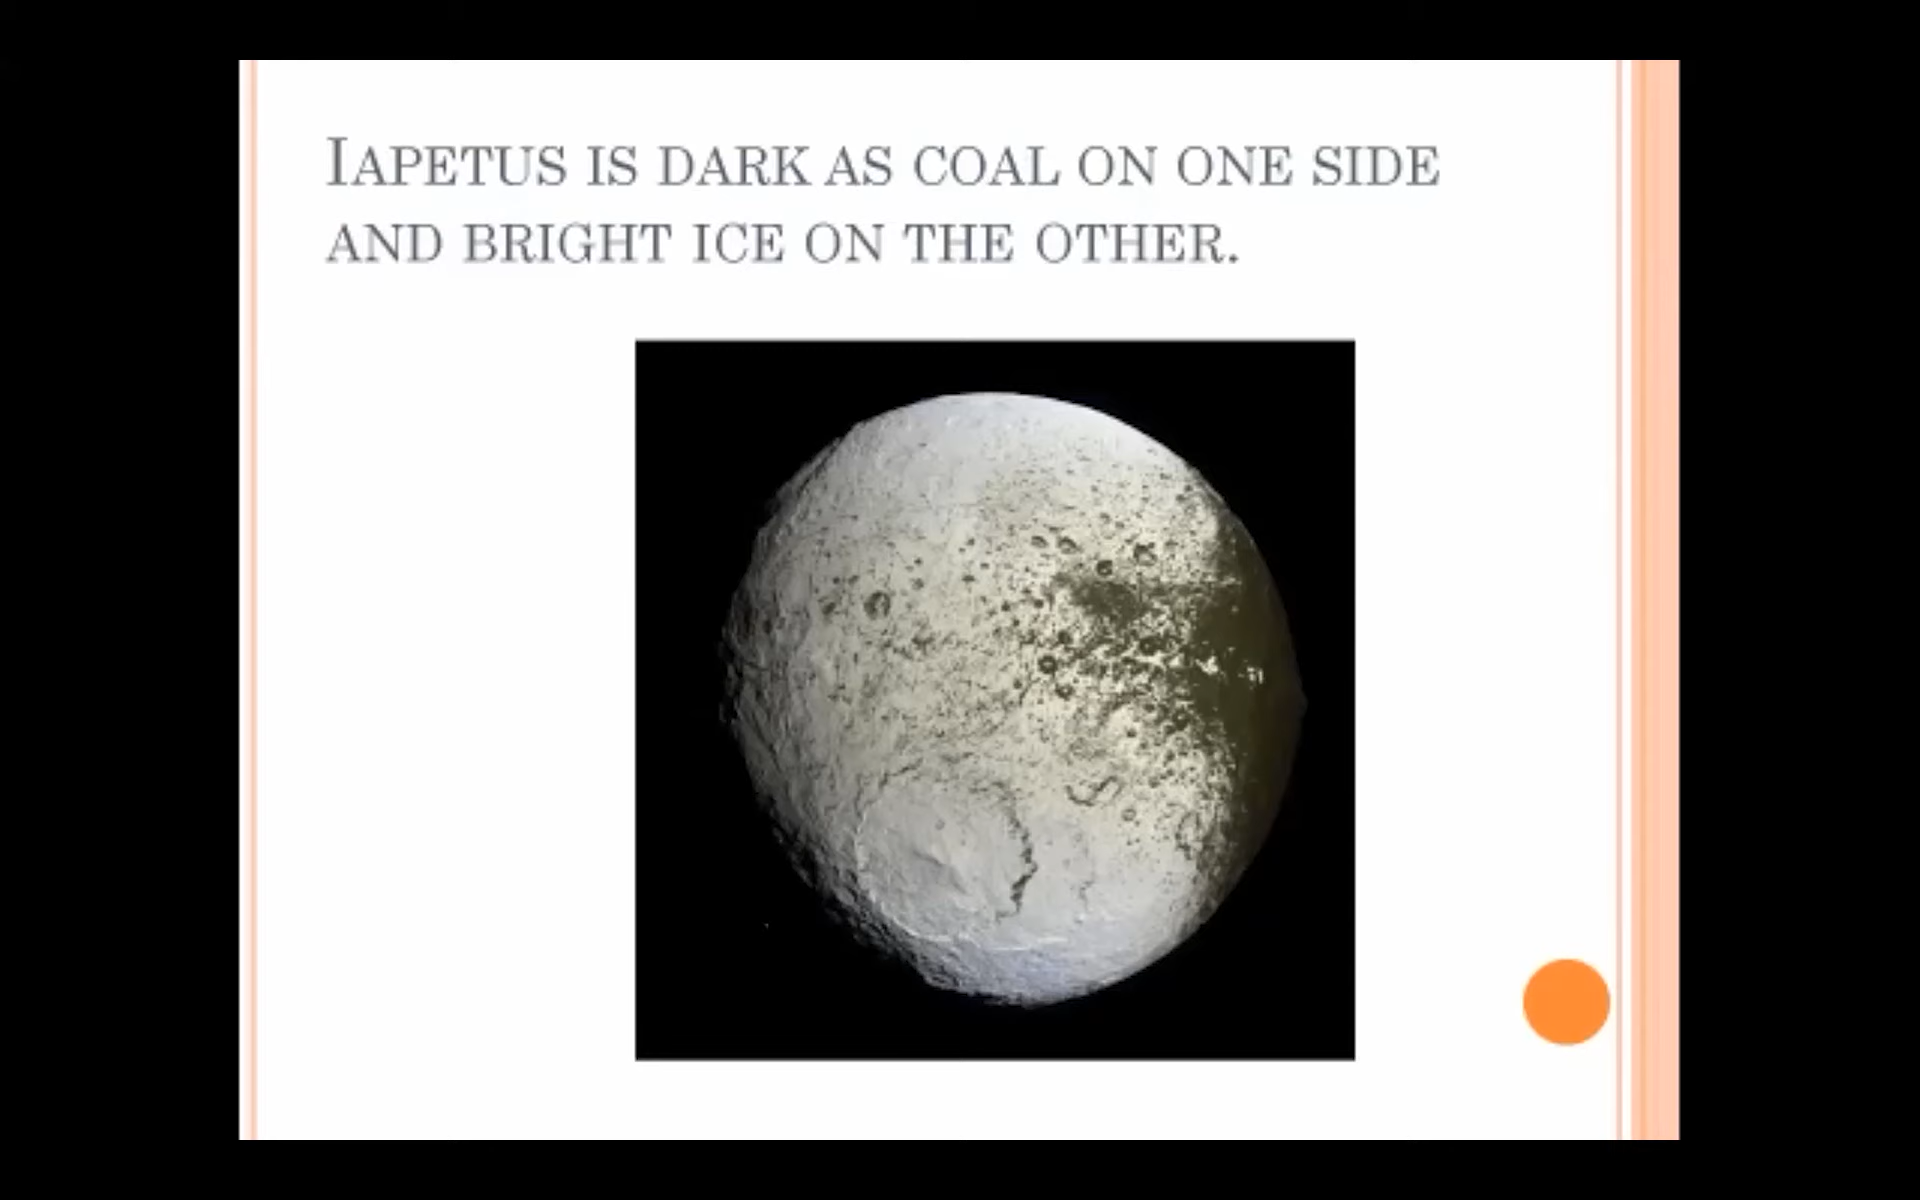 IAPETUS IS DARK AS COAL ON ONE SIDE
AND BRIGHT ICE ON THE OTHER.